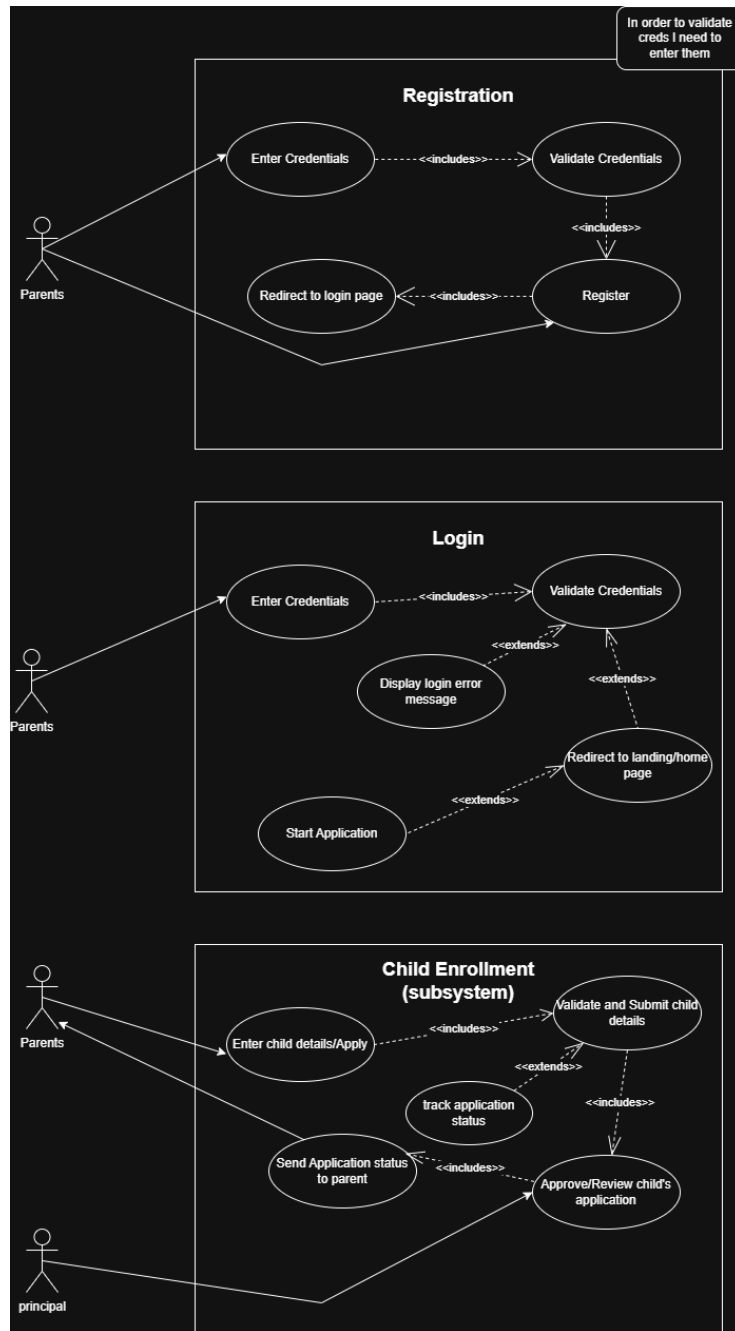 In order to validate
creds I need to
enter them
Registration
Enter Credentials
<<includes>>
Validate Credentials
<<includes>>
Parents
Redirect to login page
<<includes>>
Register
Login
Enter Credentials
<<includes>>
Validate Credentials
<<extends>>
Display login error
message
<<extends>>
Parents
Redirect to landing/home
page
<<extends>>
Start Application
Child Enrollment
(subsystem)
Validate and Submit child
details
<<includes>>
Parents
Enter child details/Apply
<<extends>>
track application
status
<<includes>>
Send Application status
to parent
<<includes>>
Approve/Review child's
application
principal